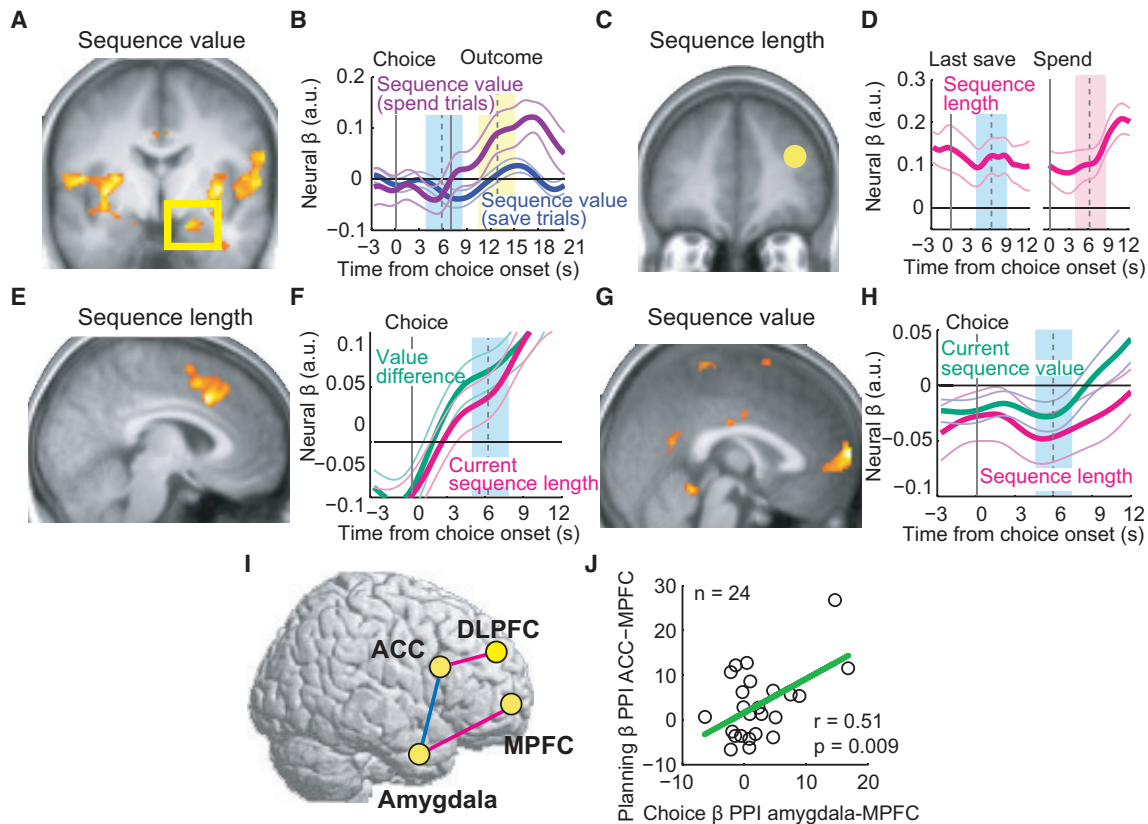 A
Sequence value
B
Choice
Outcome
0.2
0.1
0
−0.1
Neural β (a.u.)
Sequence value
(spend trials)
Sequence value
(save trials)
−3 0 3 6 9 12 15 18 21
Time from choice onset (s)
C
Sequence length
D
Last save
Spend
0.3
0.2
0.1
0
Neural β (a.u.)
Sequence
length
−3 0 3 6 9 12
0 3 6 9 12
Time from choice onset (s)
E
Sequence length
F
Choice
0.1
0.05
0
−0.05
−0.1
Neural β (a.u.)
Value
difference
Current
sequence length
−3 0 3 6 9 12
Time from choice onset (s)
G
Sequence value
H
Choice
0.05
0
−0.05
−0.1
Neural β (a.u.)
Current
sequence value
Sequence length
−3 0 3 6 9 12
Time from choice onset (s)
I
ACC
DLPFC
MPFC
Amygdala
J
Planning β PPI ACC−MPFC
30
20
10
0
−10
n = 24
r = 0.51
p = 0.009
−10 0 10 20
Choice β PPI amygdala-MPFC